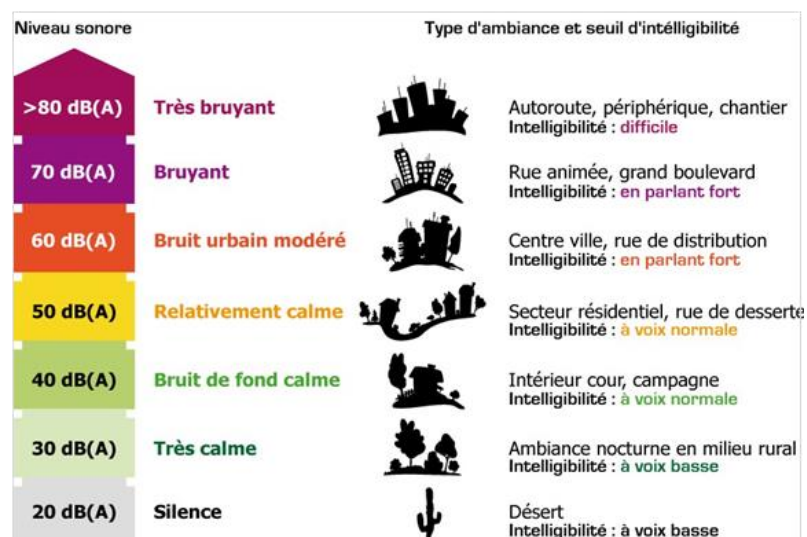 Niveau sonore
Type d'ambiance et seuil d'intélligibilité
>80 dB(A)
Très bruyant
Autoroute, périphérique, chantier
Intelligibilité : difficile
70 dB(A)
Bruyant
Rue animée, grand boulevard
Intelligibilité : en parlant fort
60 dB(A)
Bruit urbain modéré
Centre ville, rue de distribution
Intelligibilité : en parlant fort
50 dB(A)
Relativement calme
Secteur résidentiel, rue de desserte
Intelligibilité : à voix normale
40 dB(A)
Bruit de fond calme
Intérieur cour, campagne
Intelligibilité : à voix normale
30 dB(A)
Très calme
Ambiance nocturne en milieu rural
Intelligibilité : à voix basse
20 dB(A)
Silence
Désert
Intelligibilité : à voix basse